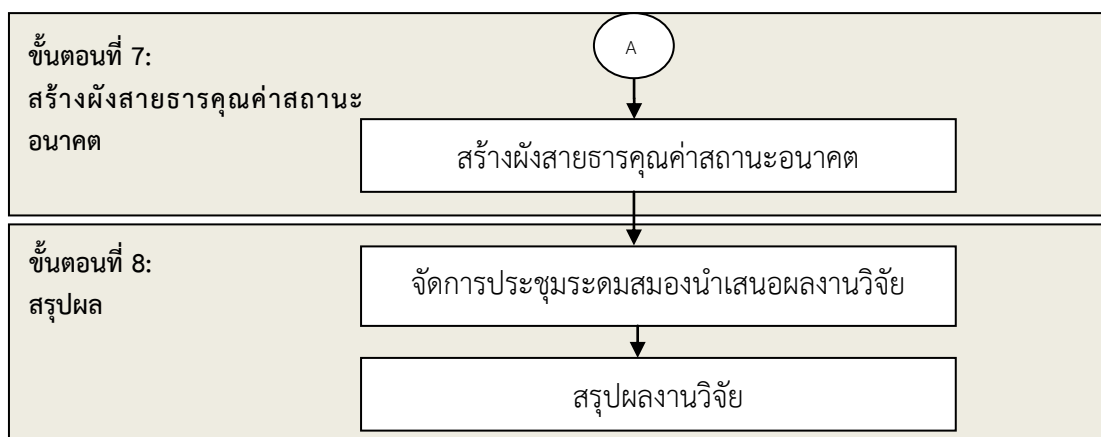 ขั้นตอนที่ 7:
สร้างผังสายธารคุณค่าสถานะ
อนาคต
A
สร้างผังสายธารคุณค่าสถานะอนาคต
ขั้นตอนที่ 8:
สรุปผล
จัดการประชุมระดมสมองนำเสนอผลงานวิจัย
สรุปผลงานวิจัย